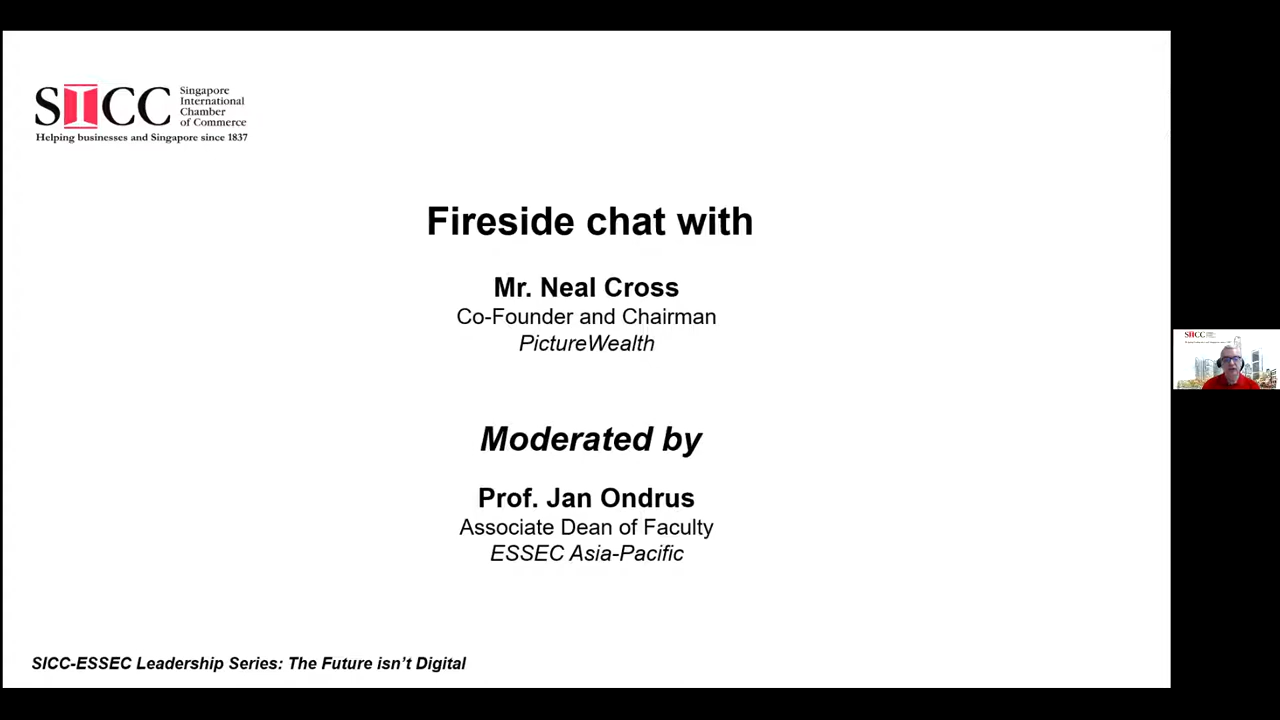 SICC
Singapore
International
Chamber
of Commerce
Helping businesses and Singapore since 1837
Fireside chat with
Mr. Neal Cross
Co-Founder and Chairman
PictureWealth
Moderated by
Prof. Jan Ondrus
Associate Dean of Faculty
ESSEC Asia-Pacific
SICC-ESSEC Leadership Series: The Future isn't Digital
SICC